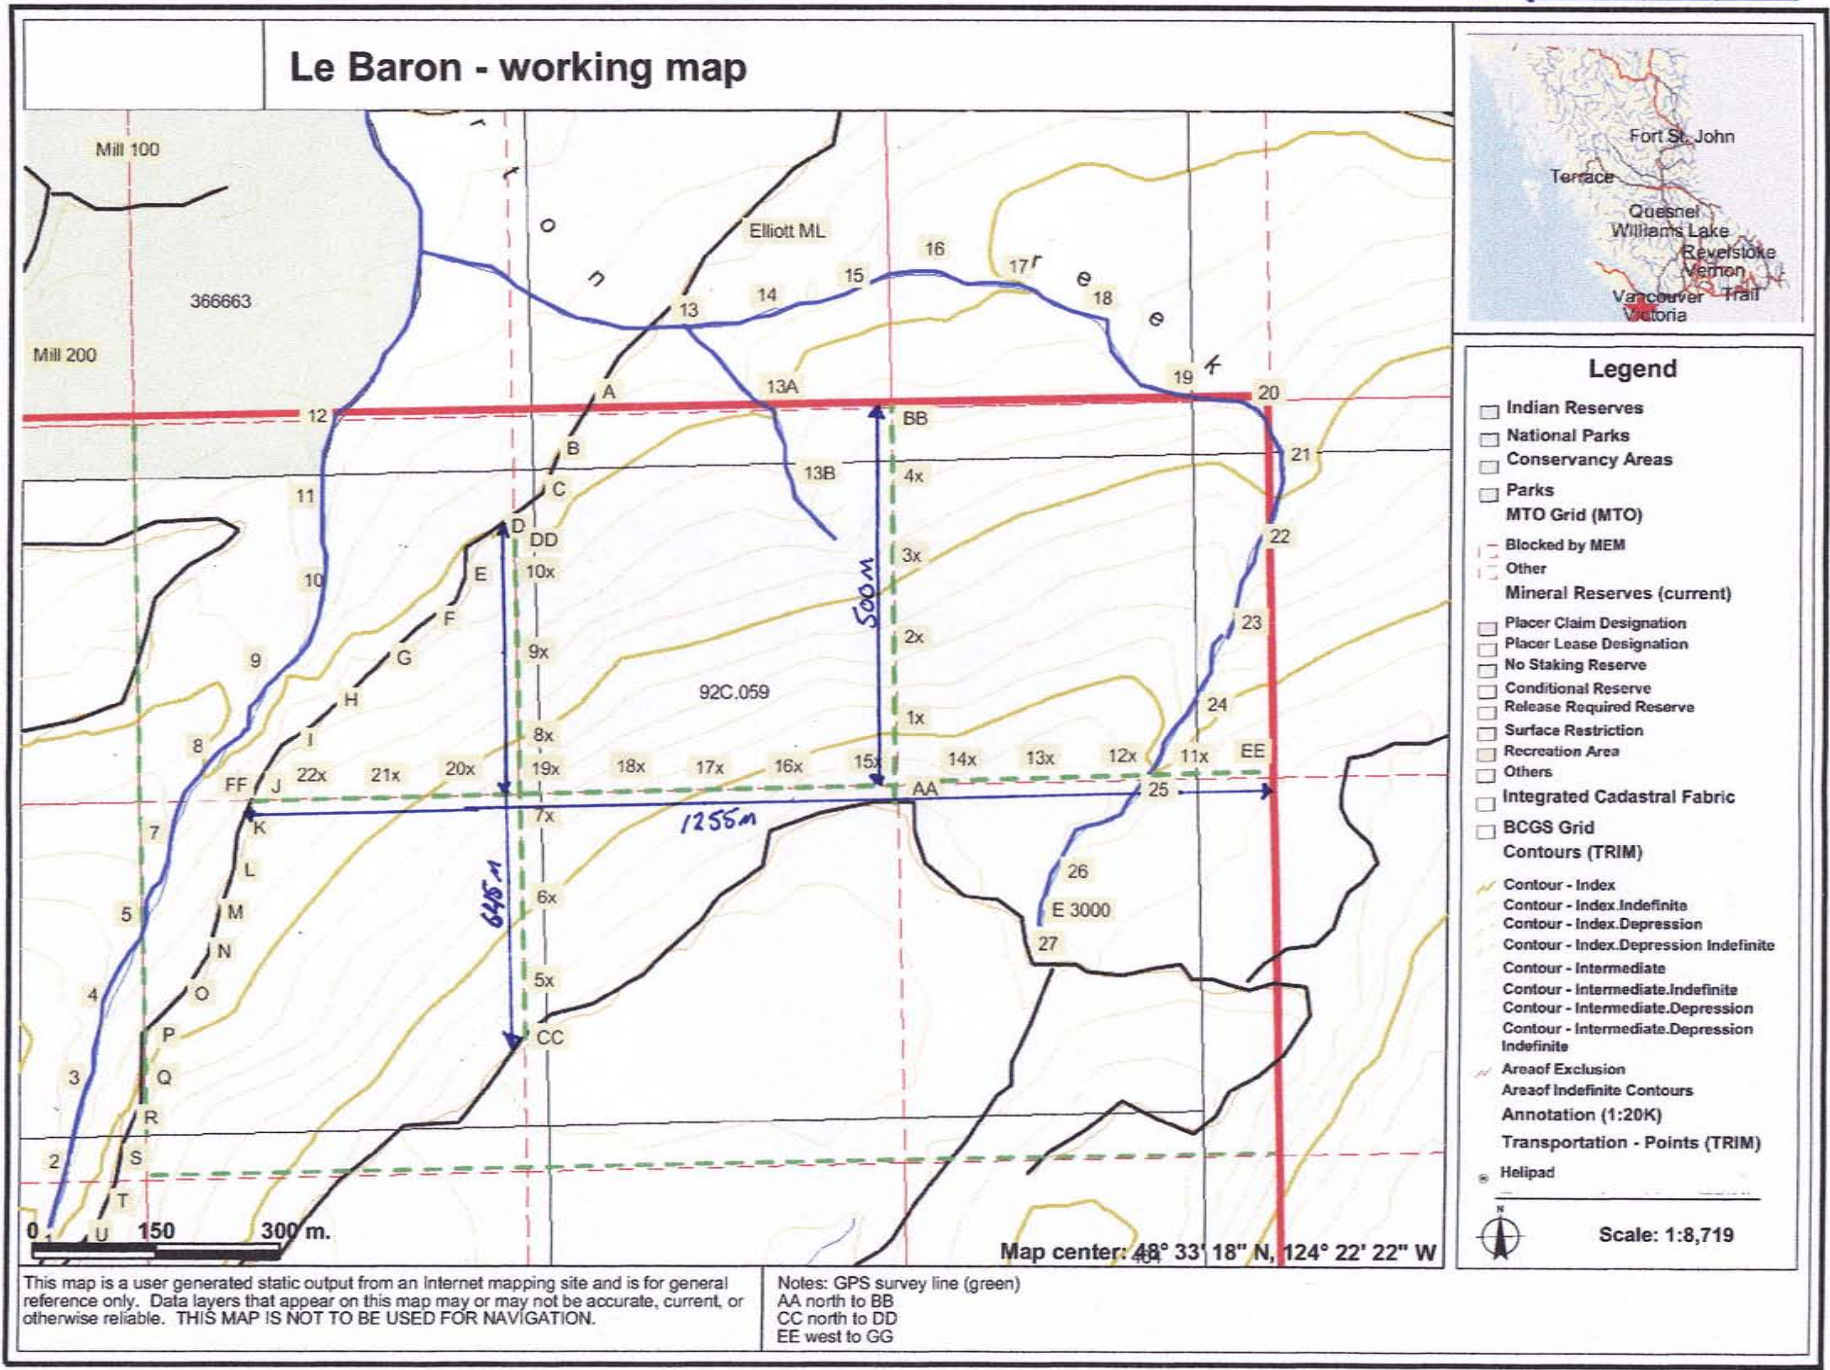 Le Baron - working map
Mill 100
r
t
o
n
Elliott ML
366663
Mill 200
16
17
r
e
e
k
15
14
13
18
19
20
13A
A
12
BB
B
21
4x
13B
C
11
D
22
DD
3x
10x
E
10
500M
F
23
2x
9x
G
9
92C.059
H
24
1x
8x
I
8
EE
11x
12x
13x
14x
15x
16x
17x
18x
19x
20x
21x
22x
J
FF
AA
25
7x
1255M
K
7
L
26
6x
645M
M
5
E 3000
N
27
5x
O
4
P
CC
Q
3
R
S
2
T
U
1
0 150 300 m.
Map center: 48° 33' 18" N, 124° 22' 22" W
Fort St. John
Terrace
Quesnel
Williams Lake
Revelstoke
Vernon
Vancouver
Trail
Victoria
Legend
Indian Reserves
National Parks
Conservancy Areas
Parks
MTO Grid (MTO)
Blocked by MEM
Other
Mineral Reserves (current)
Placer Claim Designation
Placer Lease Designation
No Staking Reserve
Conditional Reserve
Release Required Reserve
Surface Restriction
Recreation Area
Others
Integrated Cadastral Fabric
BCGS Grid
Contours (TRIM)
Contour - Index
Contour - Index.Indefinite
Contour - Index.Depression
Contour - Index.Depression Indefinite
Contour - Intermediate
Contour - Intermediate.Indefinite
Contour - Intermediate.Depression
Contour - Intermediate.Depression
Indefinite
Areaof Exclusion
Areaof Indefinite Contours
Annotation (1:20K)
Transportation - Points (TRIM)
Helipad
N
Scale: 1:8,719
This map is a user generated static output from an Internet mapping site and is for general
reference only. Data layers that appear on this map may or may not be accurate, current, or
otherwise reliable. THIS MAP IS NOT TO BE USED FOR NAVIGATION.
Notes: GPS survey line (green)
AA north to BB
CC north to DD
EE west to GG